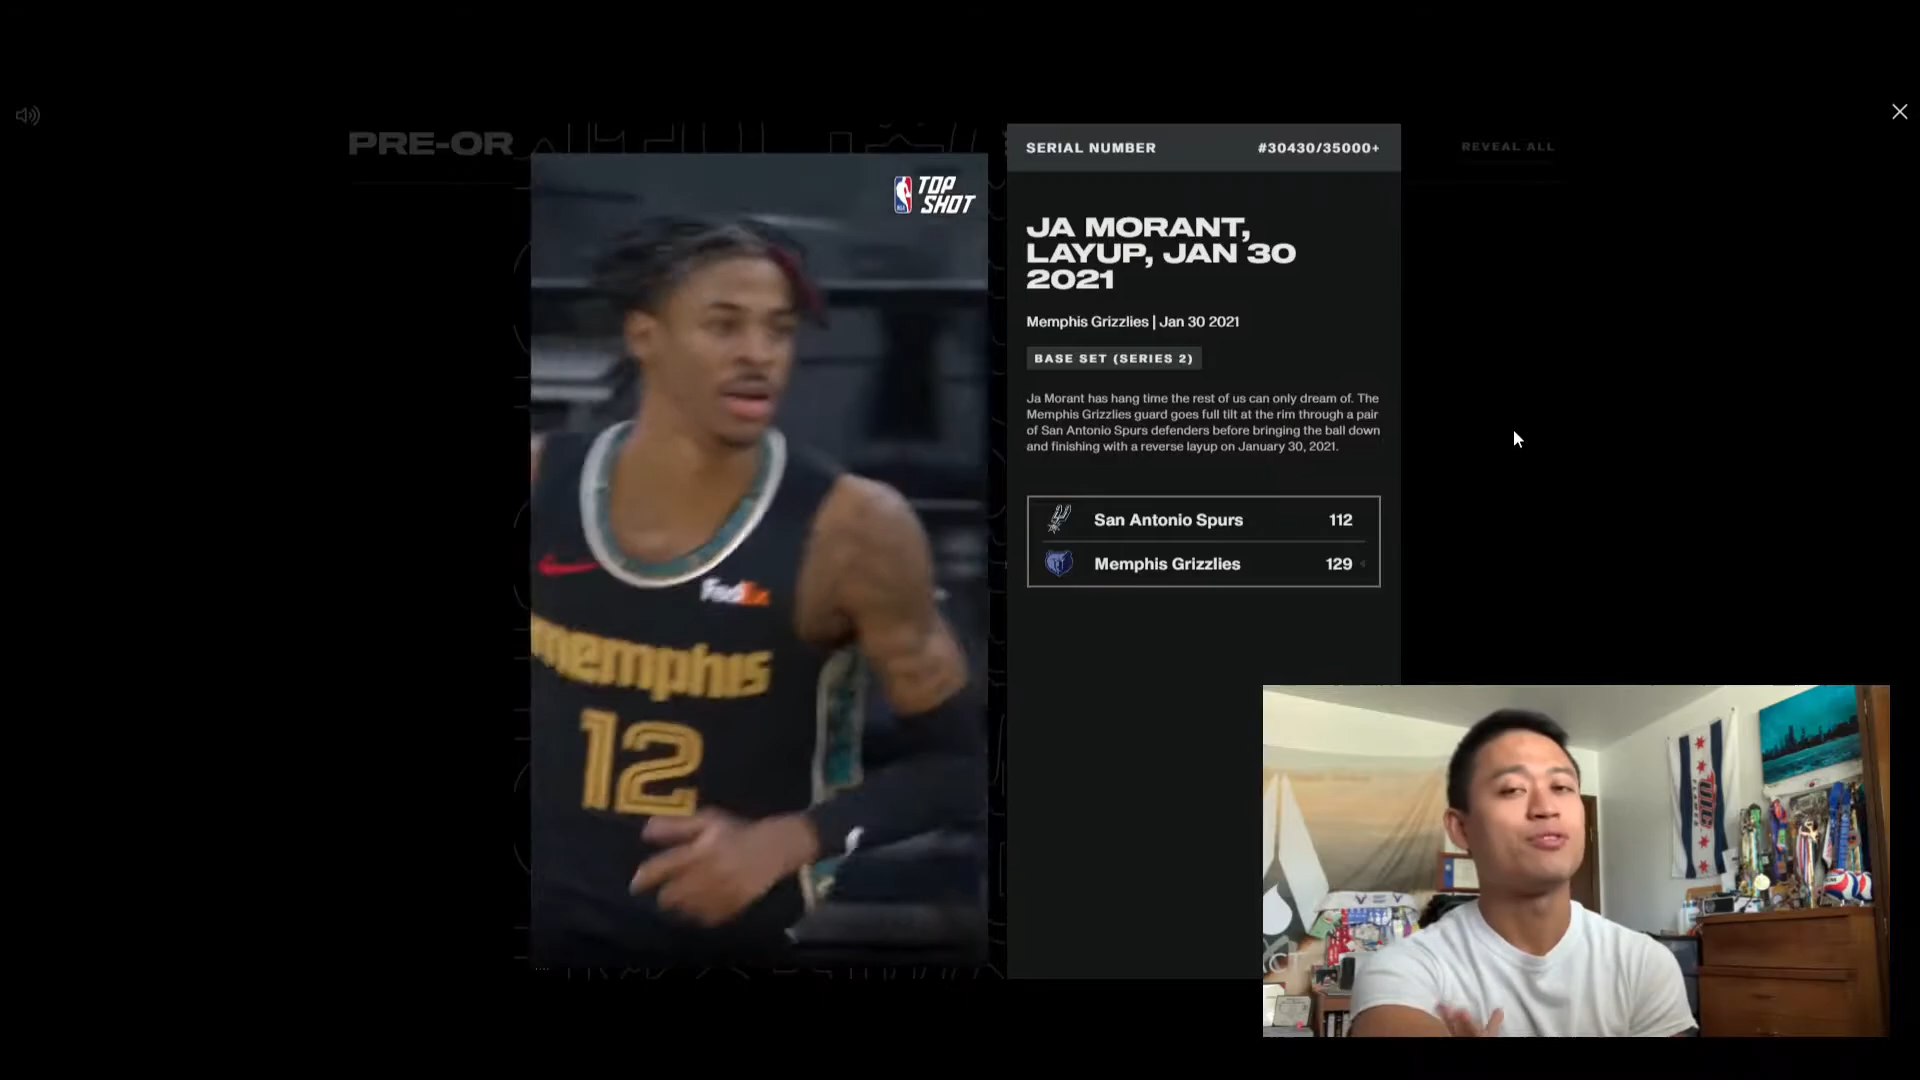 PRE-OR
REVEAL ALL
TOP
SHOT
SERIAL NUMBER #30430/35000+
JA MORANT,
LAYUP, JAN 30
2021
Memphis Grizzlies | Jan 30 2021
BASE SET (SERIES 2)
Ja Morant has hang time the rest of us can only dream of. The
Memphis Grizzlies guard goes full tilt at the rim through a pair
of San Antonio Spurs defenders before bringing the ball down
and finishing with a reverse layup on January 30, 2021.
San Antonio Spurs 112
Memphis Grizzlies 129
FedEx
memphis
12
UIC